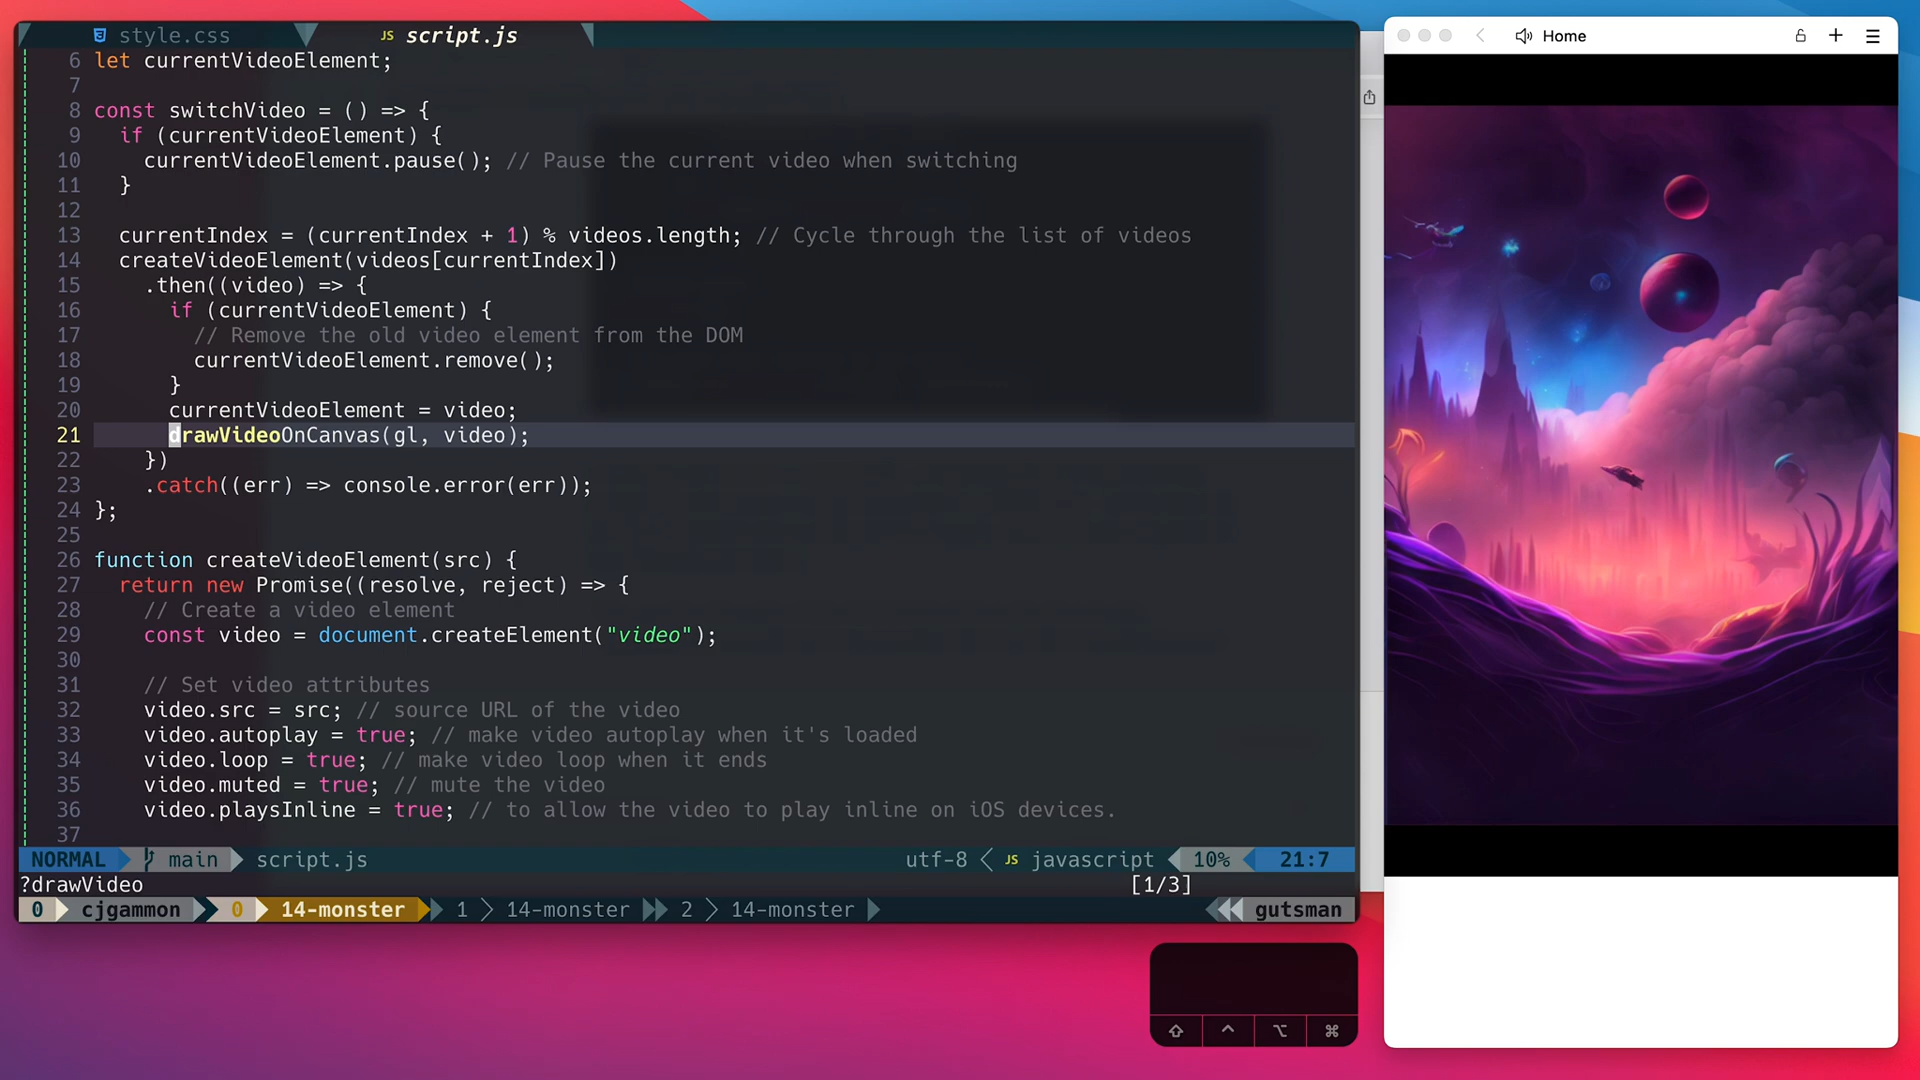 style.css
JS script.js
6 let currentVideoElement;
7
8 const switchVideo = () => {
9 if (currentVideoElement) {
10 currentVideoElement.pause(); // Pause the current video when switching
11 }
12
13 currentIndex = (currentIndex + 1) % videos.length; // Cycle through the list of videos
14 createVideoElement(videos[currentIndex])
15 .then((video) => {
16 if (currentVideoElement) {
17 // Remove the old video element from the DOM
18 currentVideoElement.remove();
19 }
20 currentVideoElement = video;
21 drawVideoOnCanvas(gl, video);
22 })
23 .catch((err) => console.error(err));
24 };
25
26 function createVideoElement(src) {
27 return new Promise((resolve, reject) => {
28 // Create a video element
29 const video = document.createElement("video");
30
31 // Set video attributes
32 video.src = src; // source URL of the video
33 video.autoplay = true; // make video autoplay when it's loaded
34 video.loop = true; // make video loop when it ends
35 video.muted = true; // mute the video
36 video.playsInline = true; // to allow the video to play inline on iOS devices.
37
NORMAL main script.js utf-8 JS javascript 10% 21:7
?drawVideo [1/3]
0 cjgammon 0 14-monster 1 14-monster 2 14-monster gutsman
Home